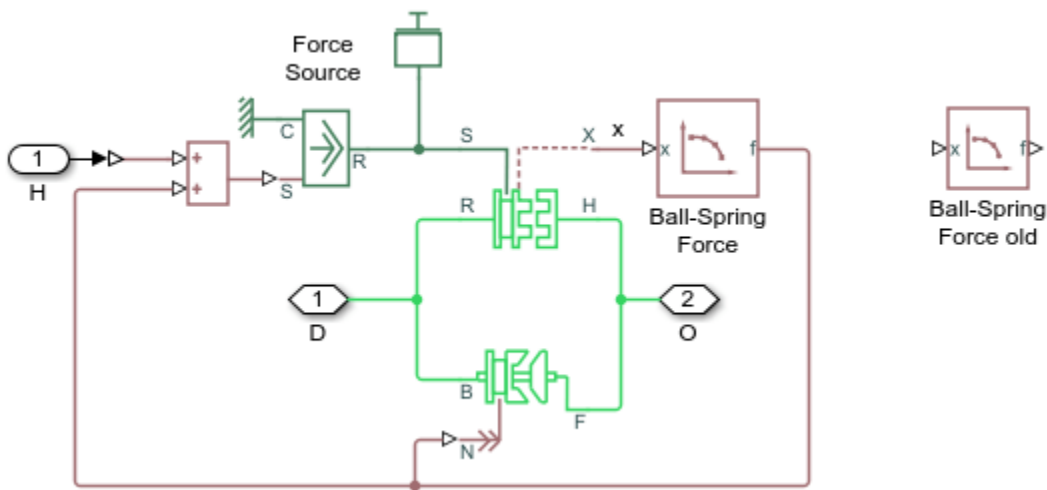 Force
Source
C
S
X
x
1
H
+
+
R
x
f
x
f
S
R
H
Ball-Spring
Force
Ball-Spring
Force old
1
D
2
O
B
F
N